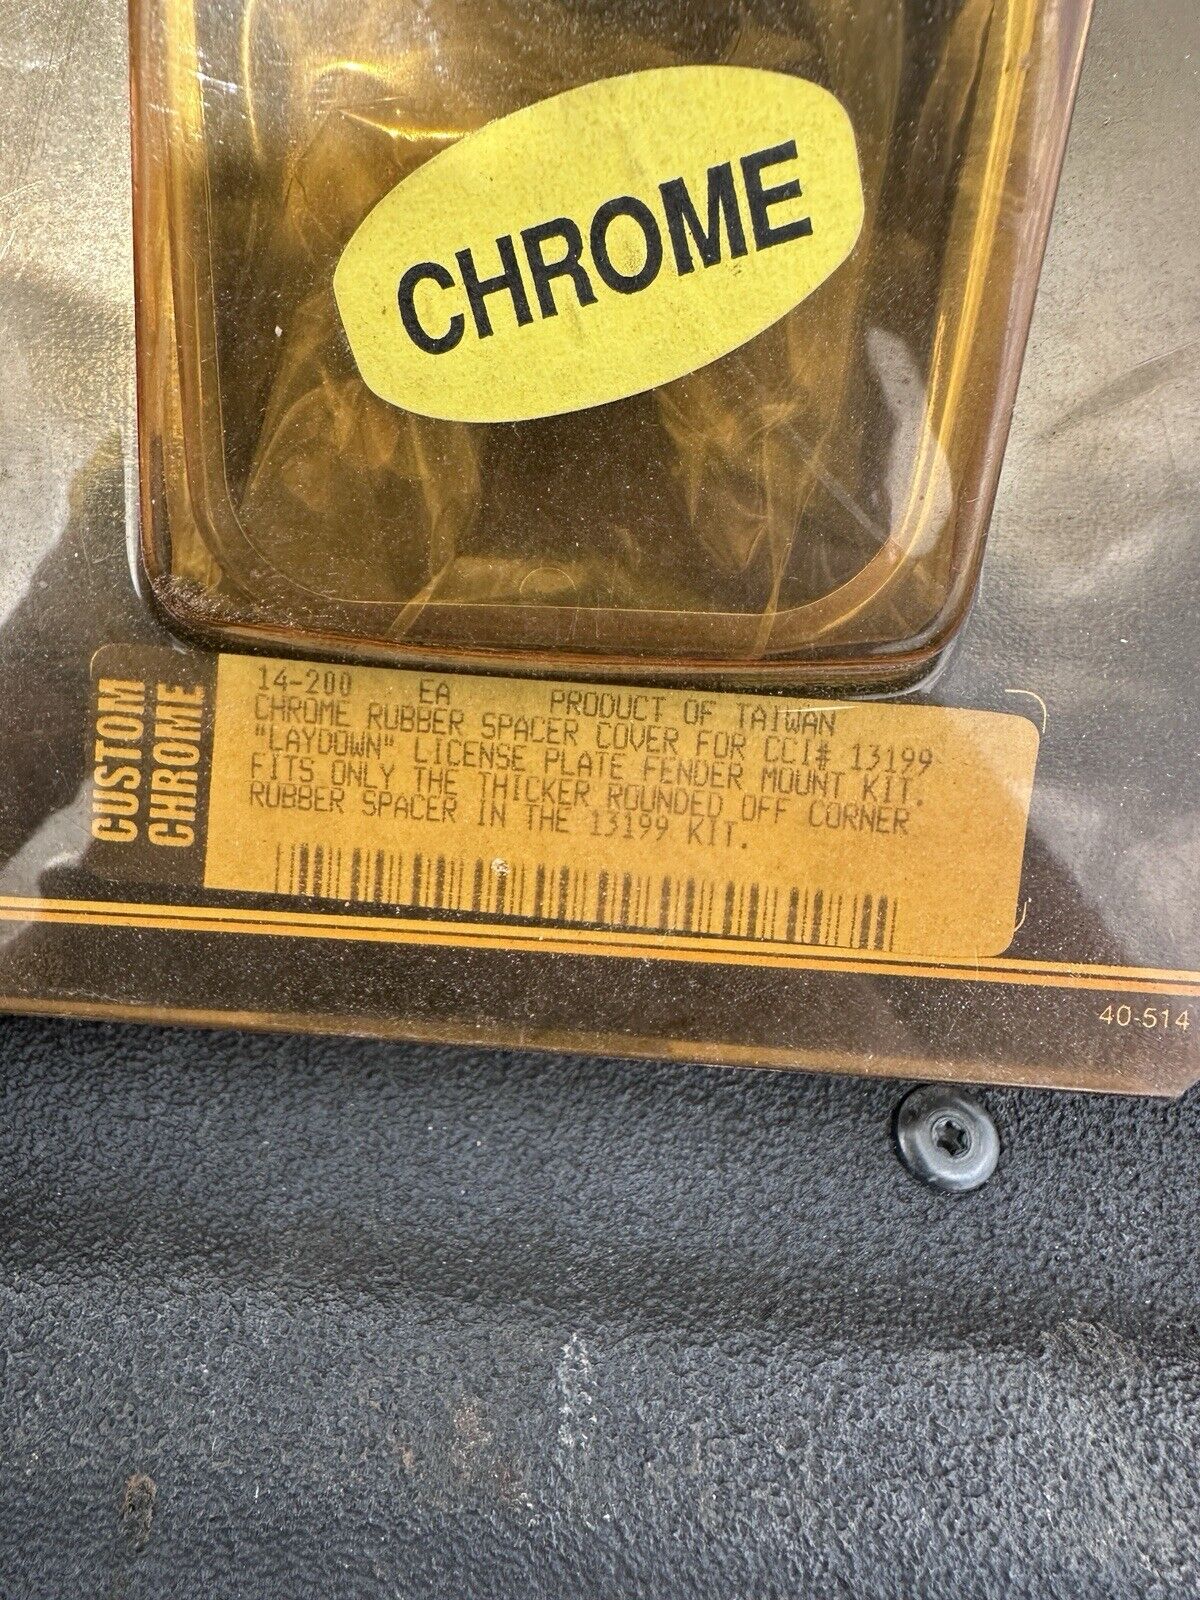 CHROME
CUSTOM
CHROME
14-200 EA PRODUCT OF TAIWAN
CHROME RUBBER SPACER COVER FOR CCI# 13199
"LAYDOWN" LICENSE PLATE FENDER MOUNT KIT.
FITS ONLY THE THICKER ROUNDED OFF CORNER
RUBBER SPACER IN THE 13199 KIT.
40-514